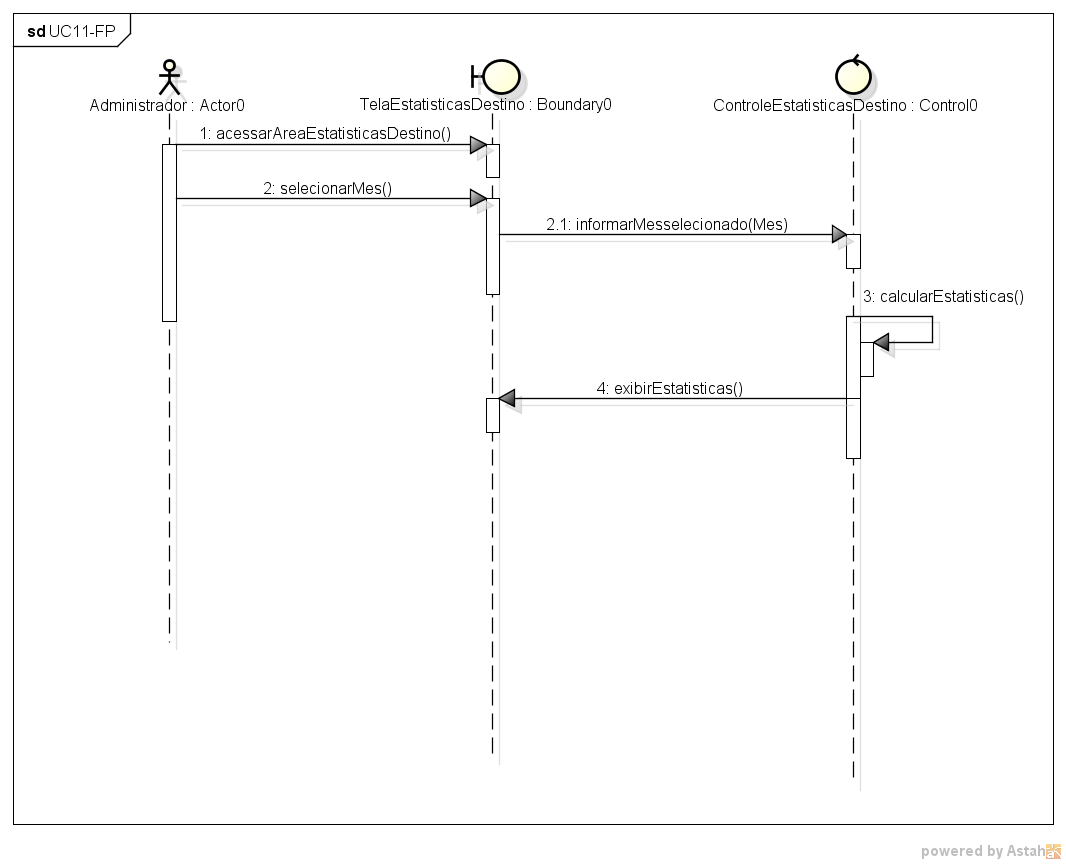 sd UC11-FP
Administrador : Actor0
TelaEstatisticasDestino : Boundary0
ControleEstatisticasDestino : Control0
1: acessarAreaEstatisticasDestino()
2: selecionarMes()
2.1: informarMesselecionado(Mes)
3: calcularEstatisticas()
4: exibirEstatisticas()
powered by Astah